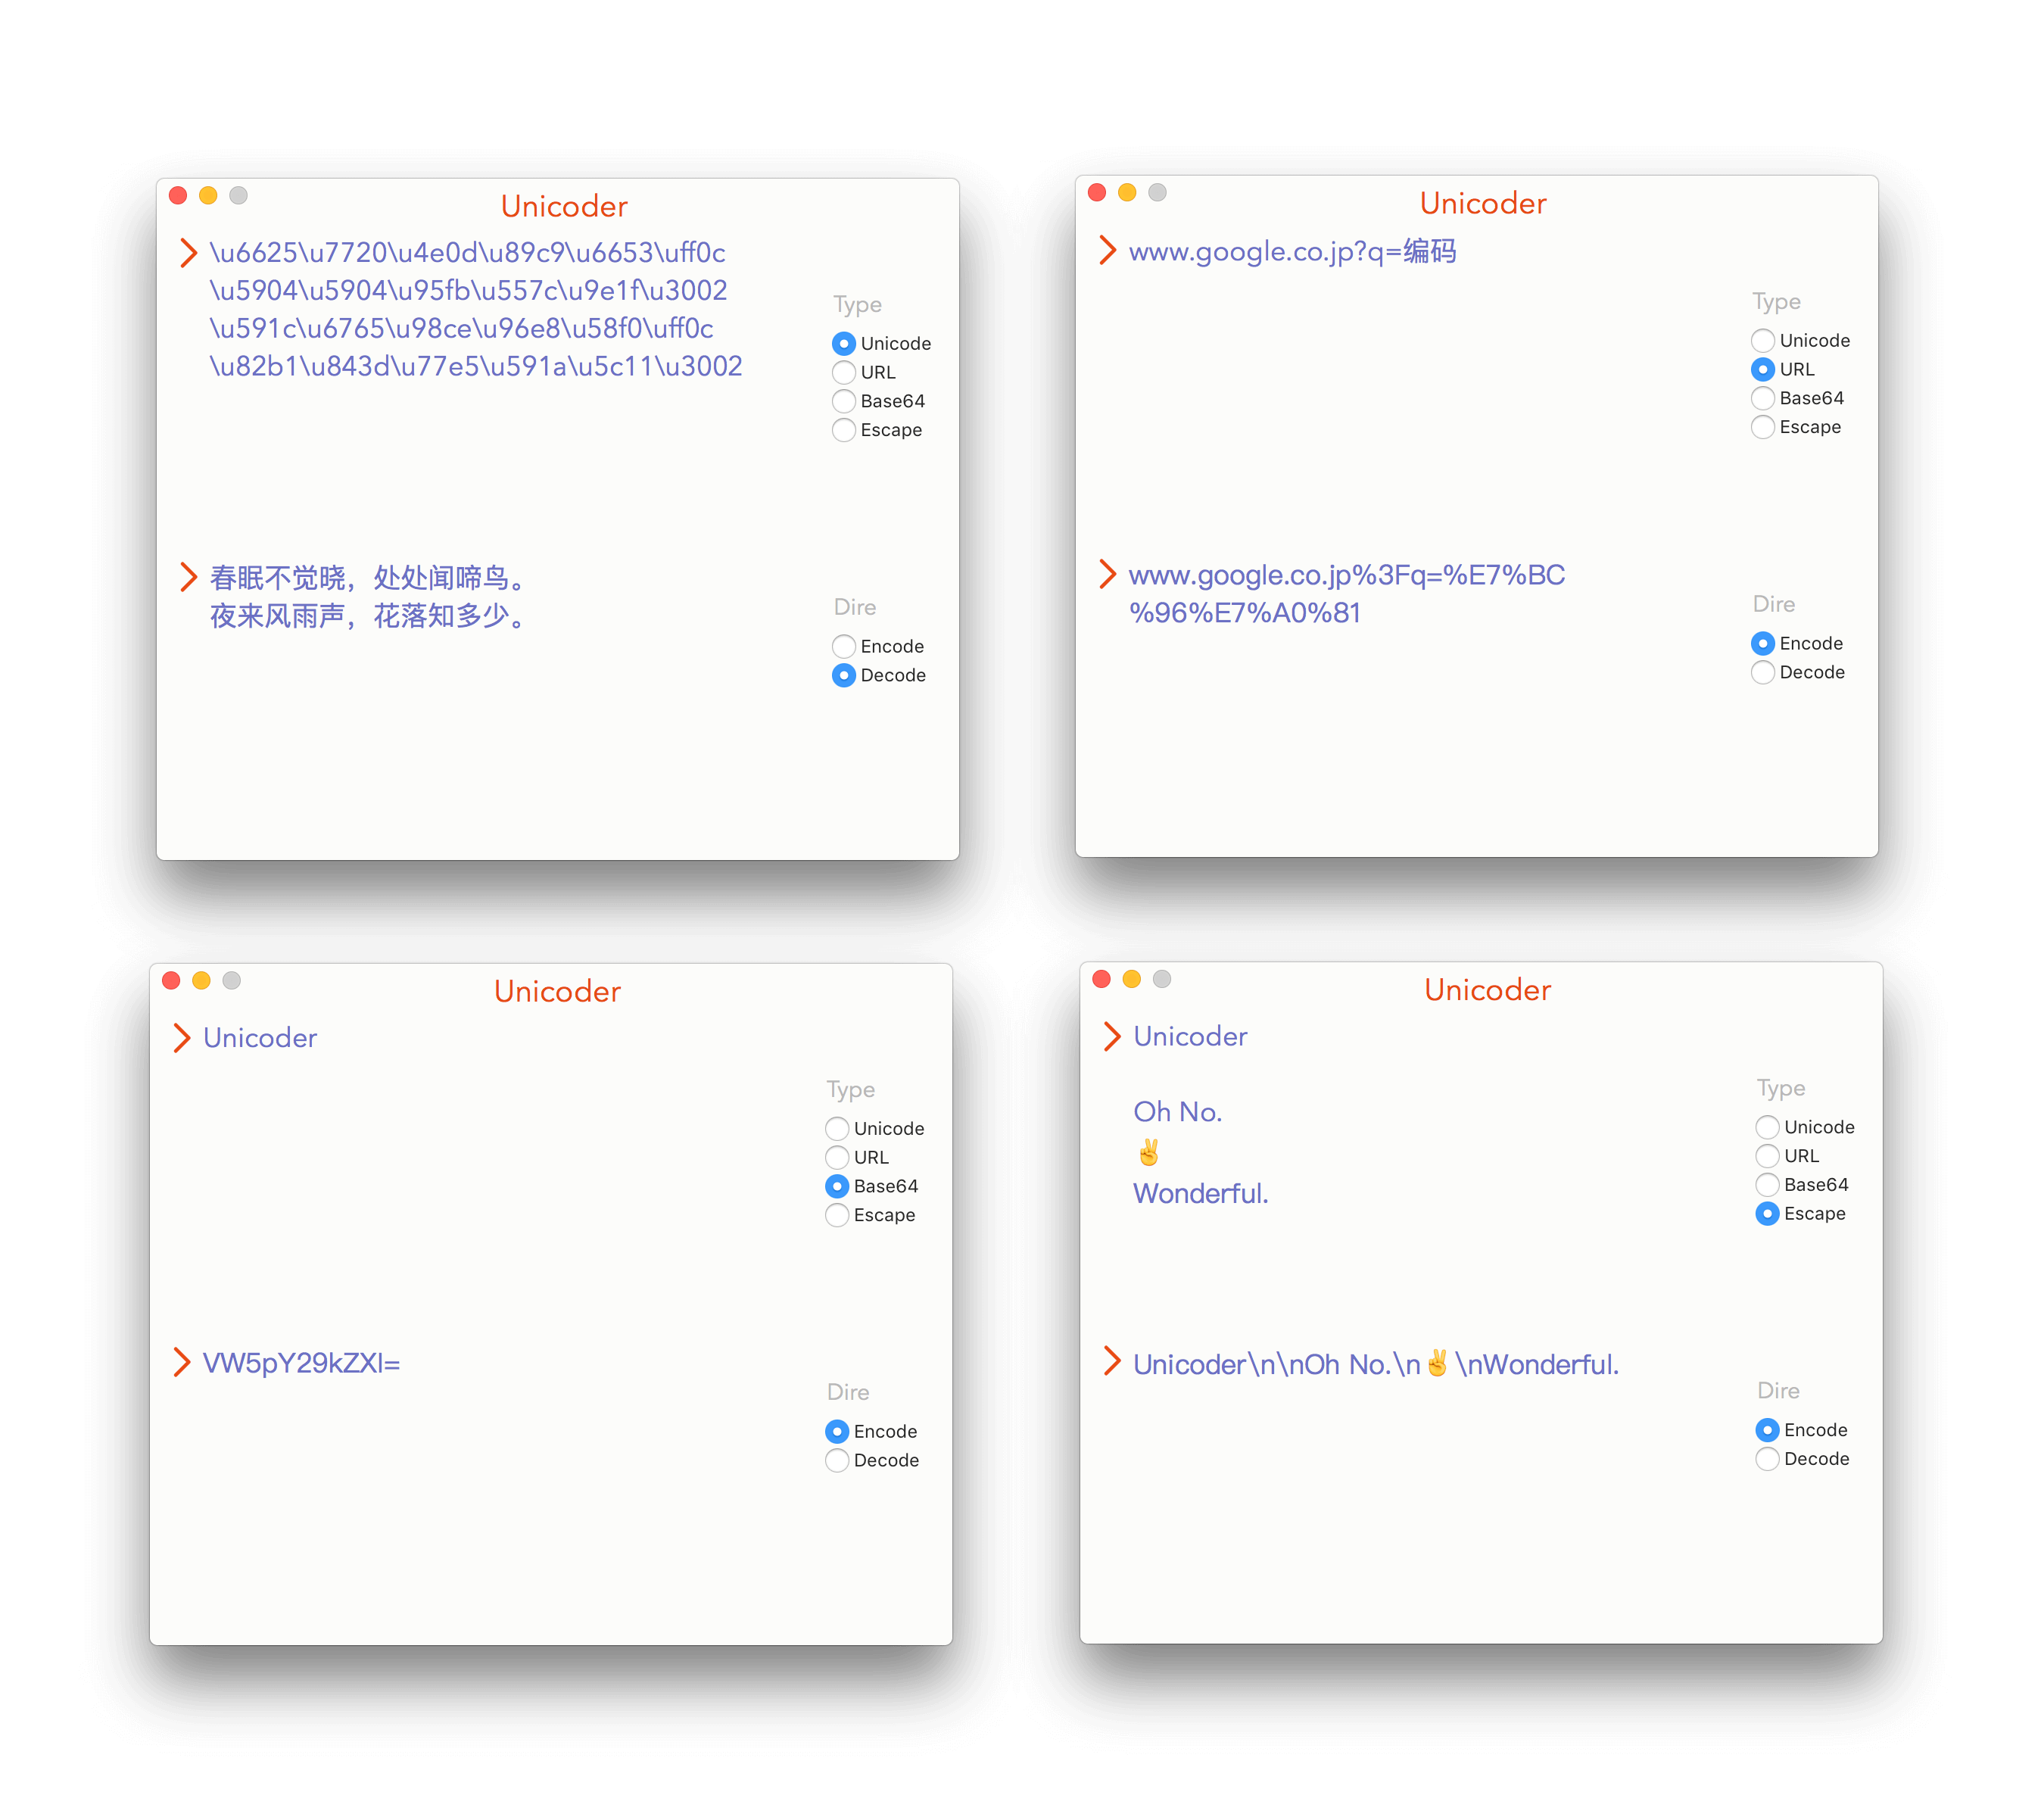 Unicoder
\u6625\u7720\u4e0d\u89c9\u6653\uff0c
\u5904\u5904\u95fb\u557c\u9e1f\u3002
\u591c\u6765\u98ce\u96e8\u58f0\uff0c
\u82b1\u843d\u77e5\u591a\u5c11\u3002
Type
Unicode
URL
Base64
Escape
春眠不觉晓，处处闻啼鸟。
夜来风雨声，花落知多少。
Dire
Encode
Decode
Unicoder
www.google.co.jp?q=编码
Type
Unicode
URL
Base64
Escape
www.google.co.jp%3Fq=%E7%BC
%96%E7%A0%81
Dire
Encode
Decode
Unicoder
Unicoder
Type
Unicode
URL
Base64
Escape
VW5pY29kZXI=
Dire
Encode
Decode
Unicoder
Unicoder
Oh No.
✌️
Wonderful.
Type
Unicode
URL
Base64
Escape
Unicoder\n\nOh No.\n✌️\nWonderful.
Dire
Encode
Decode